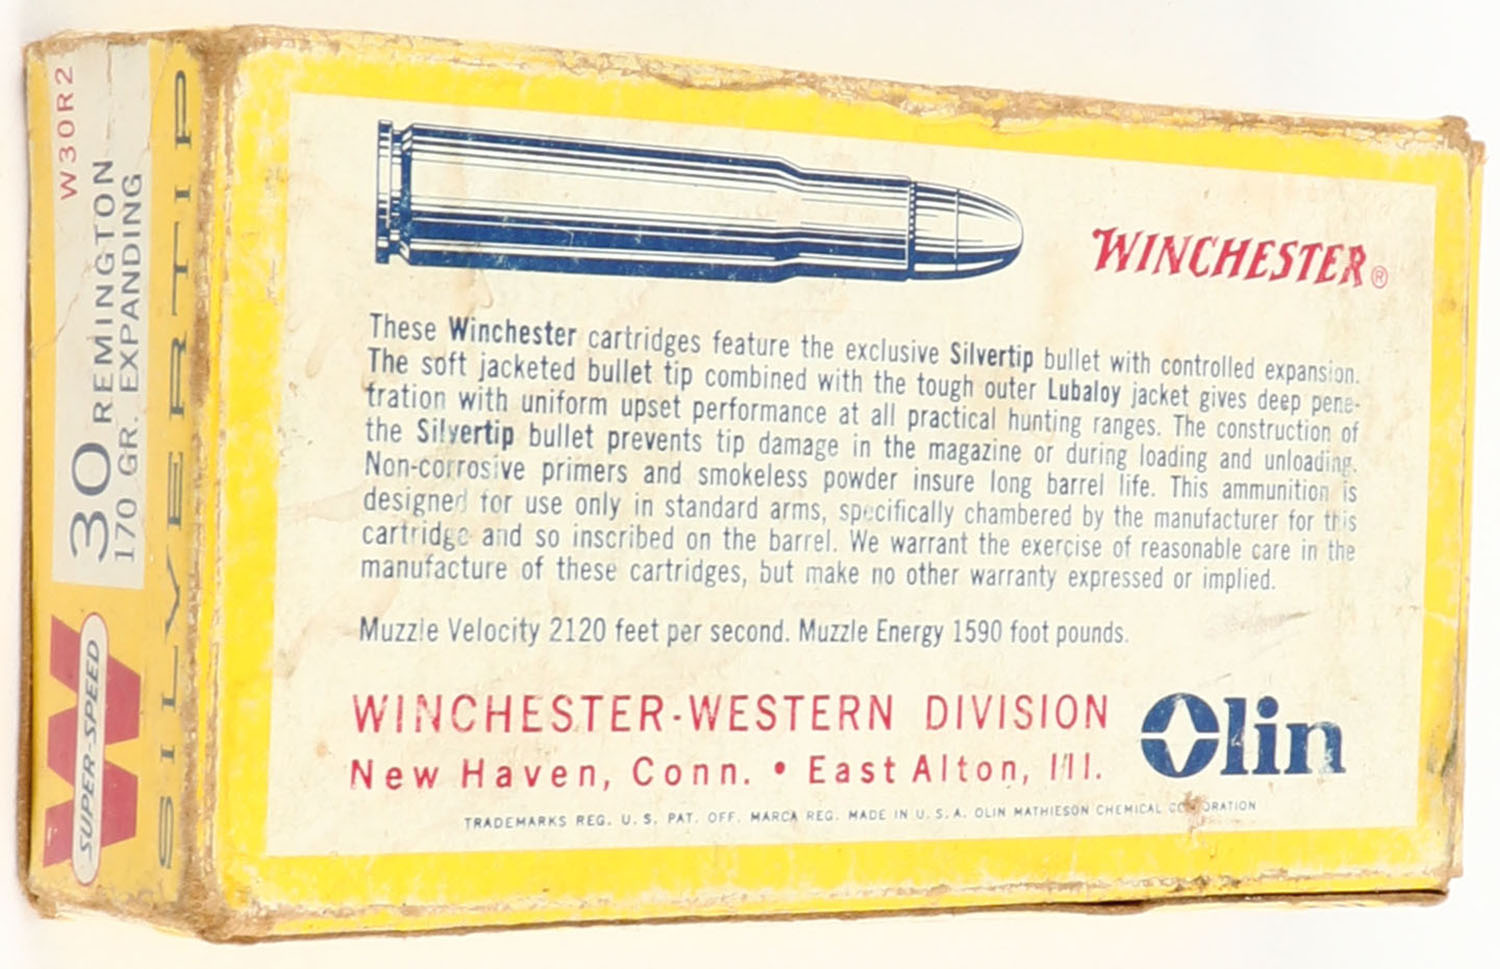 W30R2
30 REMINGTON
170 GR. EXPANDING
SILVERTIP
W
SUPER-SPEED
WINCHESTER®
These Winchester cartridges feature the exclusive Silvertip bullet with controlled expansion.
The soft jacketed bullet tip combined with the tough outer Lubaloy jacket gives deep pene-
tration with uniform upset performance at all practical hunting ranges. The construction of
the Silvertip bullet prevents tip damage in the magazine or during loading and unloading.
Non-corrosive primers and smokeless powder insure long barrel life. This ammunition is
designed for use only in standard arms, specifically chambered by the manufacturer for this
cartridge and so inscribed on the barrel. We warrant the exercise of reasonable care in the
manufacture of these cartridges, but make no other warranty expressed or implied.
Muzzle Velocity 2120 feet per second. Muzzle Energy 1590 foot pounds.
WINCHESTER-WESTERN DIVISION
New Haven, Conn. • East Alton, Ill.
Olin
TRADEMARKS REG. U. S. PAT. OFF. MARCA REG. MADE IN U. S. A. OLIN MATHIESON CHEMICAL CORPORATION